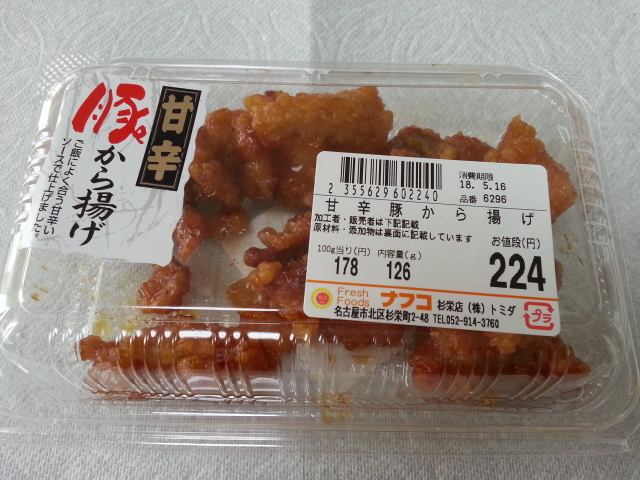 甘辛
豚から揚げ
ご飯によく合う甘辛い
ソースで仕上げました。
消費期限
18. 5.16
2 355629 602240
品番 6296
甘辛豚から揚げ
加工者・販売者は下記記載
原材料・添加物は裏面に記載しています
お値段(円)
100g当り(円) 内容量(g)
178 126 224
Fresh Foods ナフコ 杉栄店 (株)トミダ
名古屋市北区杉栄町2-48 TEL052-914-3760
プラ